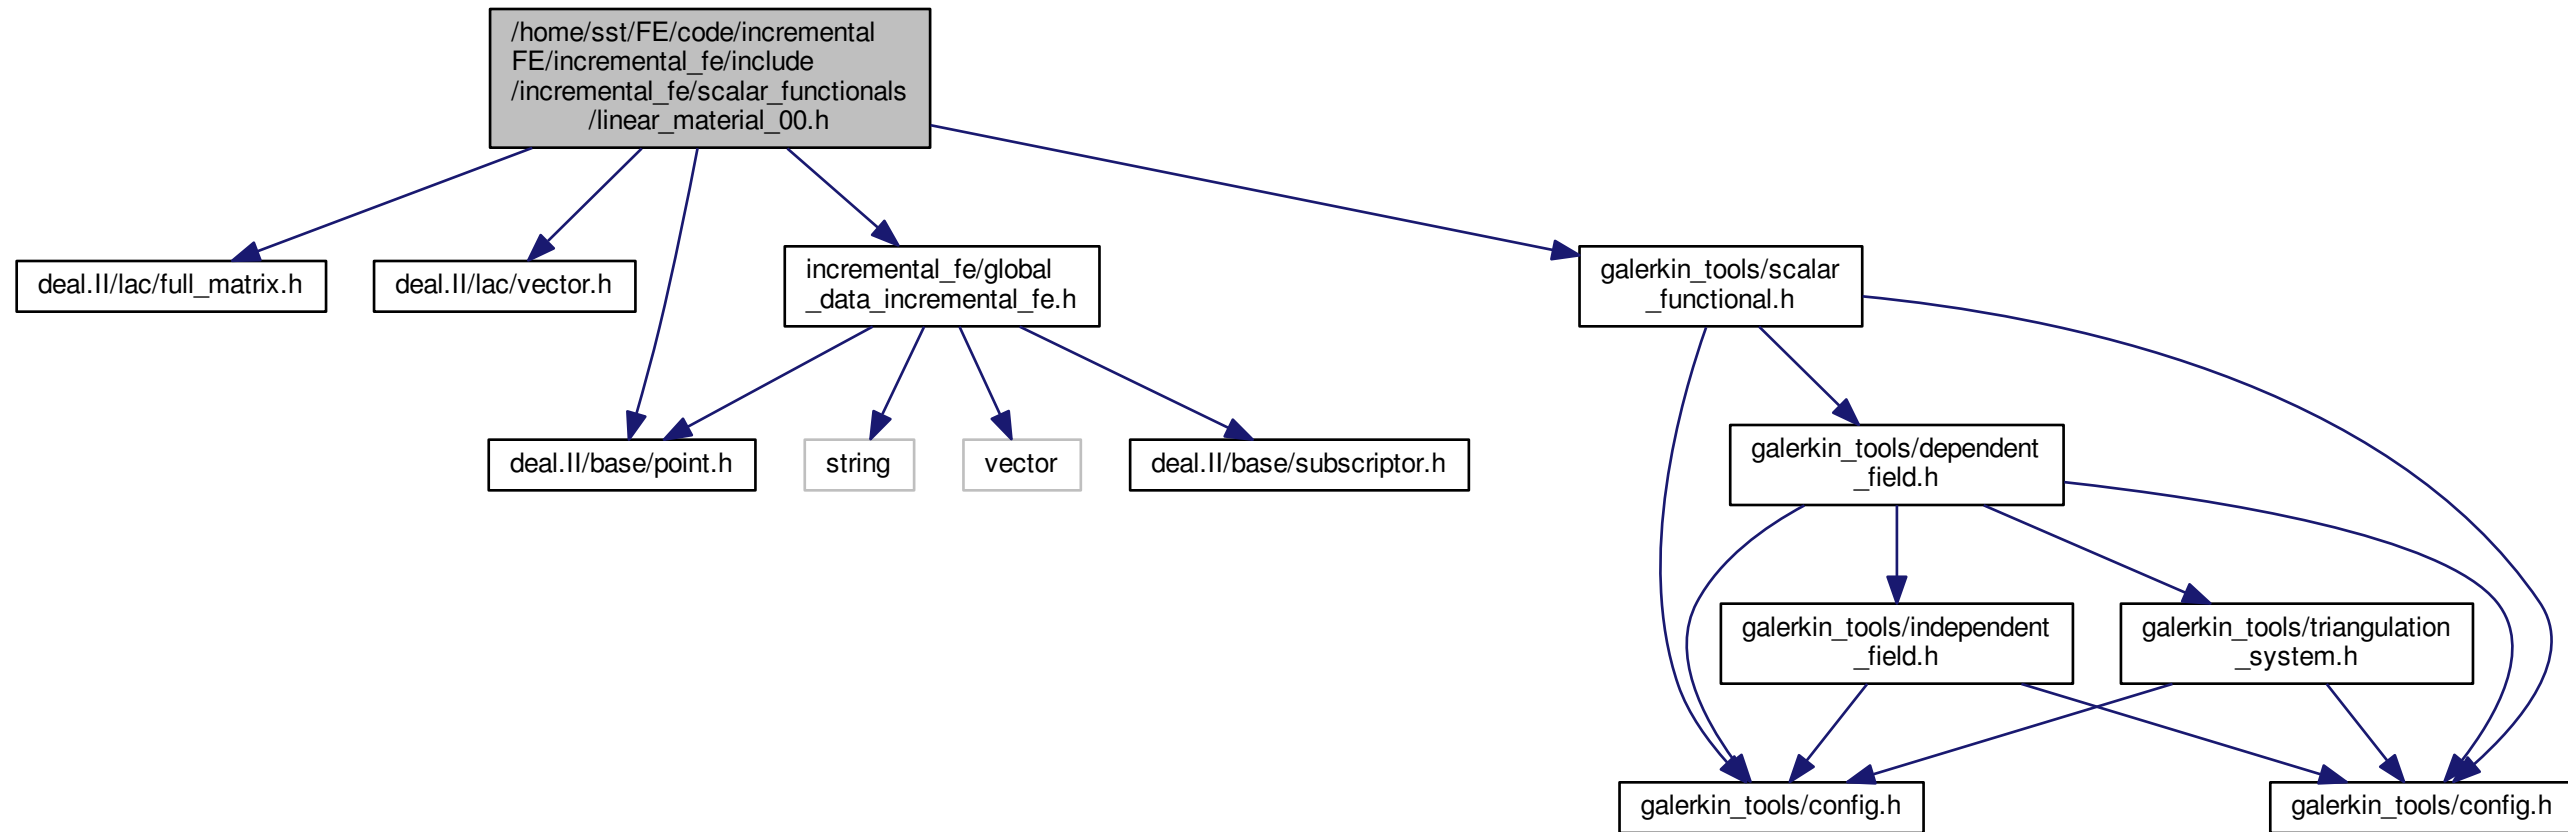 /home/sst/FE/code/incremental
FE/incremental_fe/include
/incremental_fe/scalar_functionals
/linear_material_00.h
deal.II/lac/full_matrix.h
deal.II/lac/vector.h
incremental_fe/global
_data_incremental_fe.h
galerkin_tools/scalar
_functional.h
deal.II/base/point.h
string
vector
deal.II/base/subscriptor.h
galerkin_tools/dependent
_field.h
galerkin_tools/independent
_field.h
galerkin_tools/triangulation
_system.h
galerkin_tools/config.h
galerkin_tools/config.h